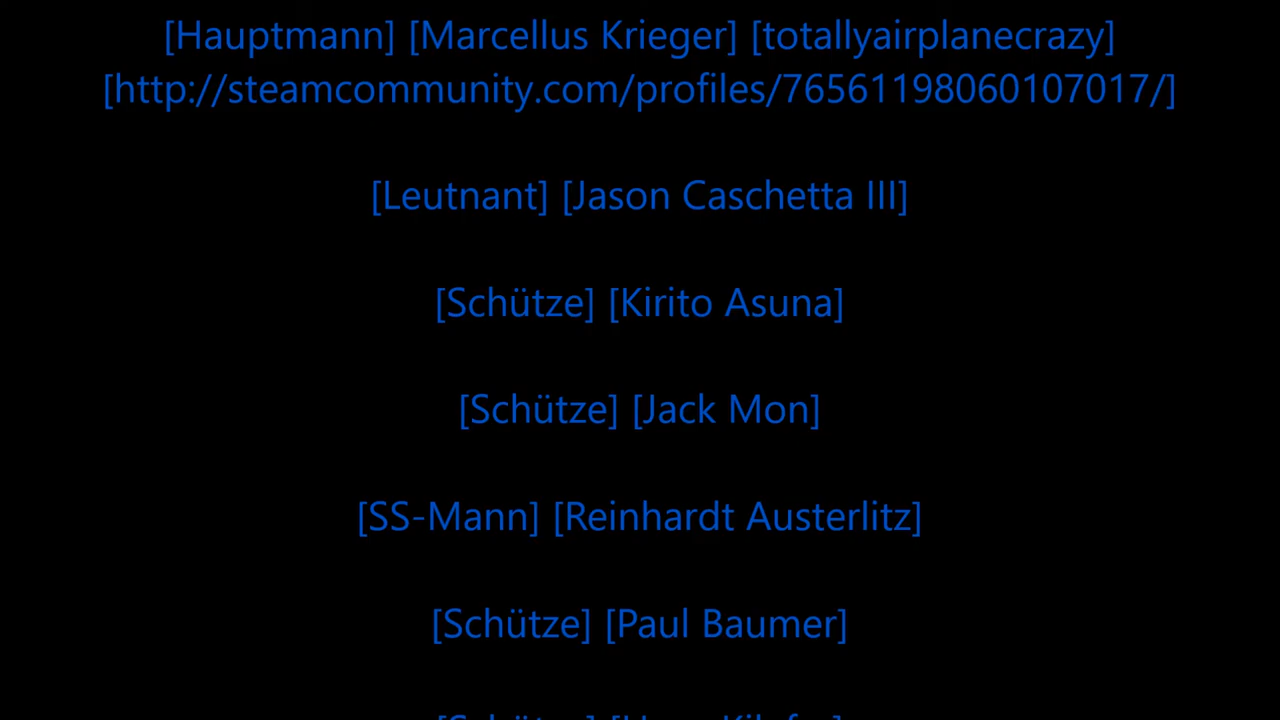 [Hauptmann] [Marcellus Krieger] [totallyairplanecrazy]
[http://steamcommunity.com/profiles/76561198060107017/]
[Leutnant] [Jason Caschetta III]
[Schütze] [Kirito Asuna]
[Schütze] [Jack Mon]
[SS-Mann] [Reinhardt Austerlitz]
[Schütze] [Paul Baumer]